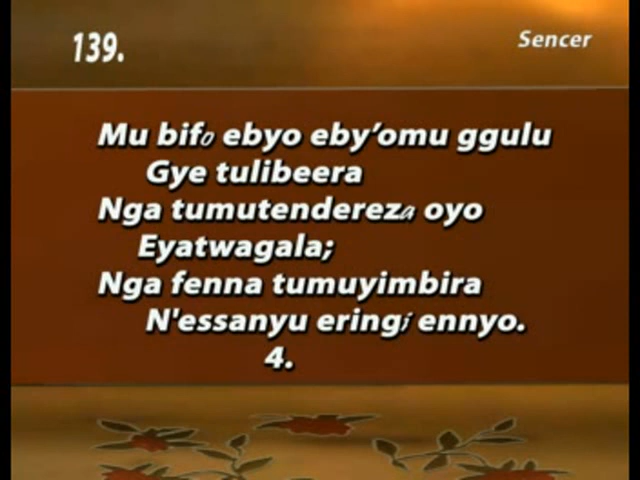 139.
Sencer
Mu bifo ebyo eby’omu ggulu
Gye tulibeera
Nga tumutendereza oyo
Eyatwagala;
Nga fenna tumuyimbira
N'essanyu eringi ennyo.
4.